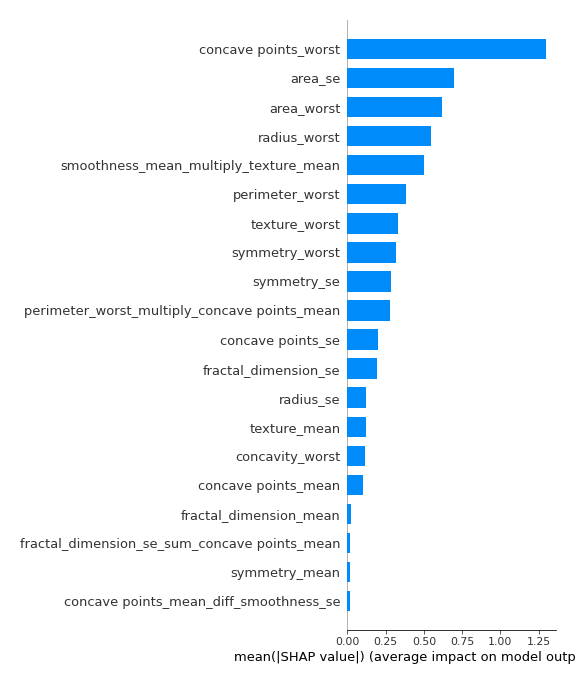 concave points_worst
area_se
area_worst
radius_worst
smoothness_mean_multiply_texture_mean
perimeter_worst
texture_worst
symmetry_worst
symmetry_se
perimeter_worst_multiply_concave points_mean
concave points_se
fractal_dimension_se
radius_se
texture_mean
concavity_worst
concave points_mean
fractal_dimension_mean
fractal_dimension_se_sum_concave points_mean
symmetry_mean
concave points_mean_diff_smoothness_se
0.00 0.25 0.50 0.75 1.00 1.25
mean(|SHAP value|) (average impact on model outp